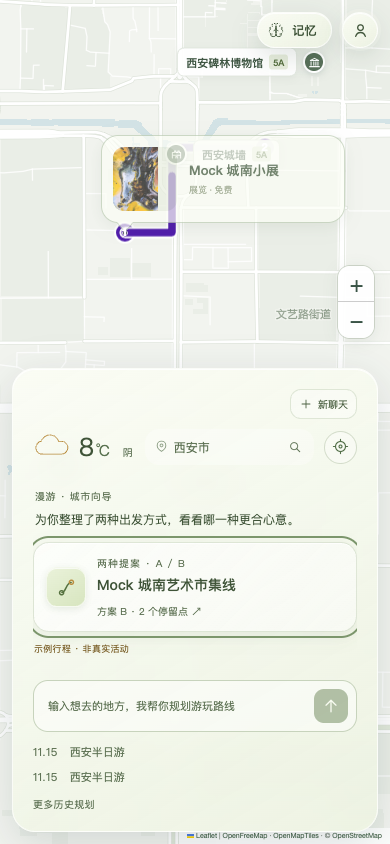 记忆
西安碑林博物馆 5A
西安城墙 5A
Mock 城南小展
展览 · 免费
+
文艺路街道
−
+ 新聊天
8℃ 阴
西安市
漫游 · 城市向导
为你整理了两种出发方式，看看哪一种更合心意。
两种提案 · A / B
Mock 城南艺术市集线
方案 B · 2 个停留点 ↗
示例行程 · 非真实活动
输入想去的地方，我帮你规划游玩路线
11.15 西安半日游
11.15 西安半日游
更多历史规划
Leaflet | OpenFreeMap · OpenMapTiles · © OpenStreetMap